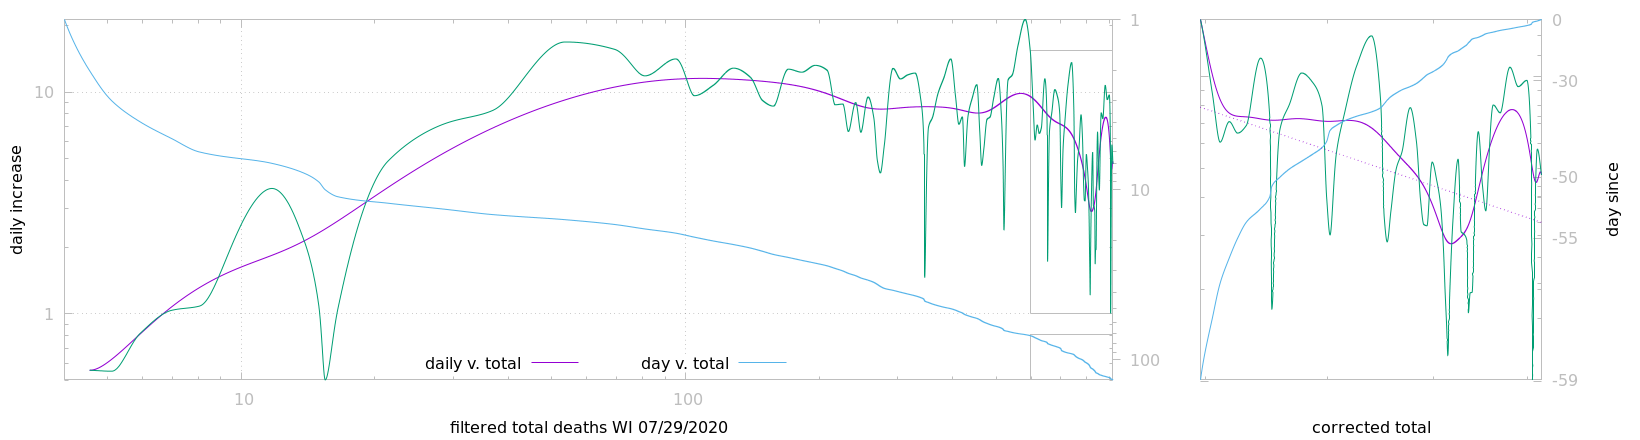 1
0
10
-30
daily increase
10
-50
day since
-55
1
daily v. total
day v. total
100
-59
10
100
filtered total deaths WI 07/29/2020
corrected total